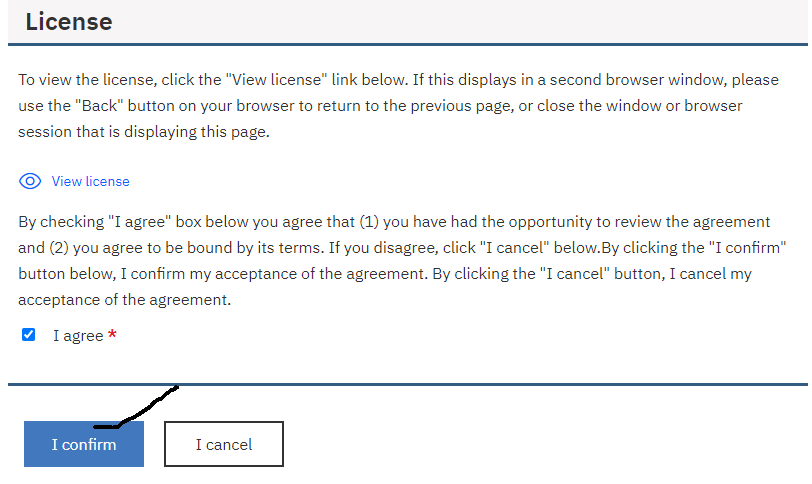 License
To view the license, click the "View license" link below. If this displays in a second browser window, please
use the "Back" button on your browser to return to the previous page, or close the window or browser
session that is displaying this page.
View license
By checking "I agree" box below you agree that (1) you have had the opportunity to review the agreement
and (2) you agree to be bound by its terms. If you disagree, click "I cancel" below.By clicking the "I confirm"
button below, I confirm my acceptance of the agreement. By clicking the "I cancel" button, I cancel my
acceptance of the agreement.
I agree *
I confirm I cancel